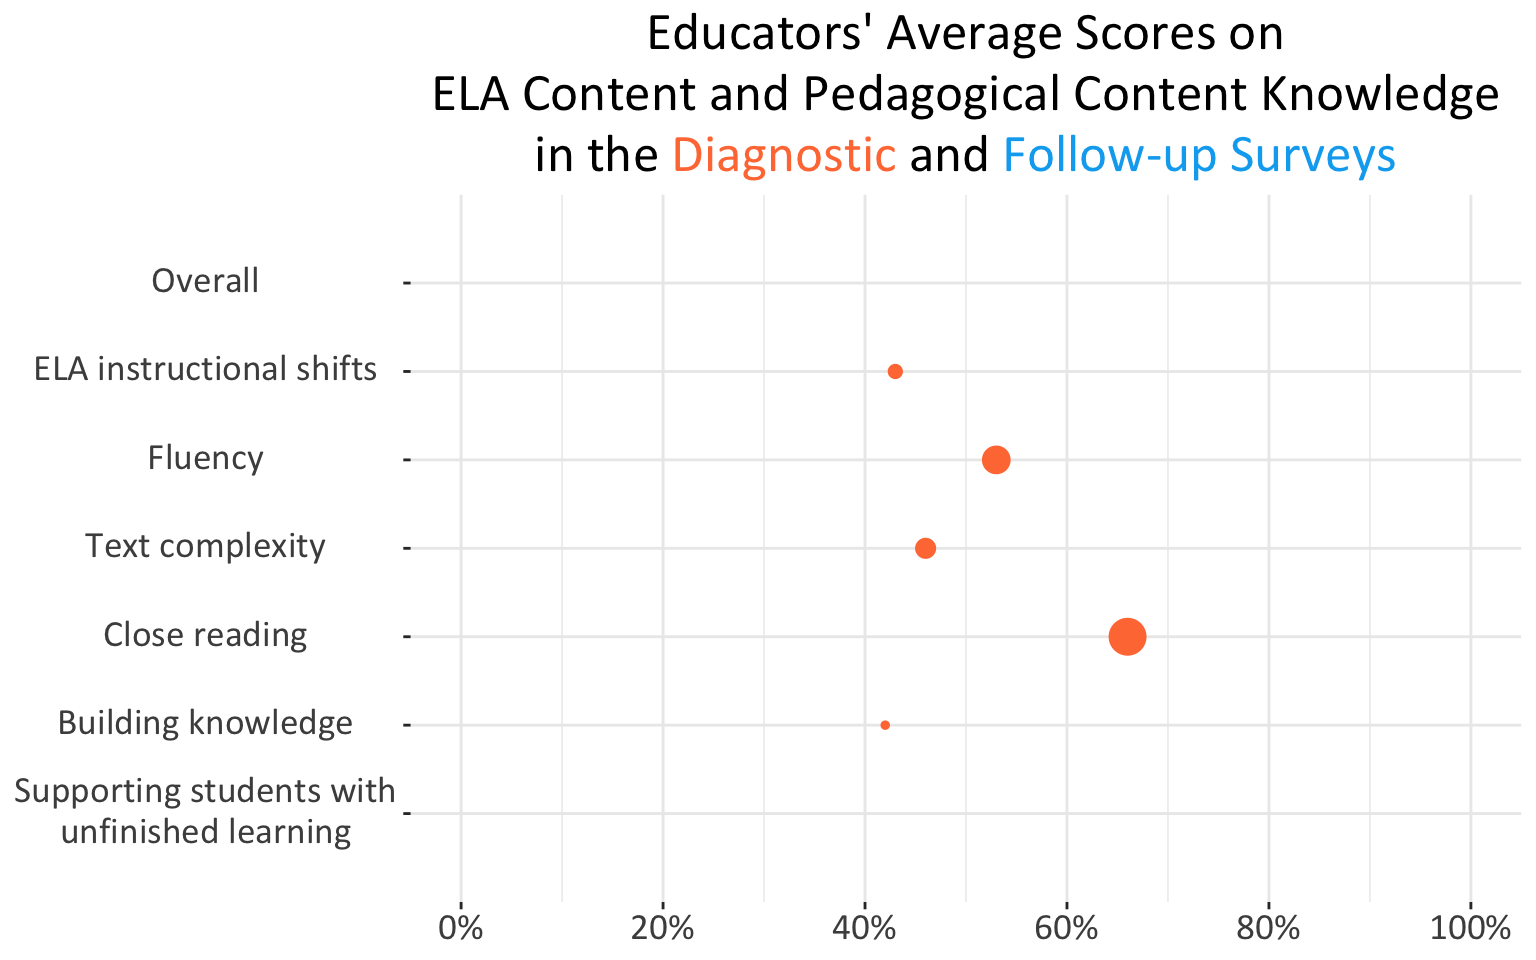 Educators' Average Scores on
ELA Content and Pedagogical Content Knowledge
in the Diagnostic and Follow-up Surveys
Overall
ELA instructional shifts
Fluency
Text complexity
Close reading
Building knowledge
Supporting students with
unfinished learning
0% 20% 40% 60% 80% 100%